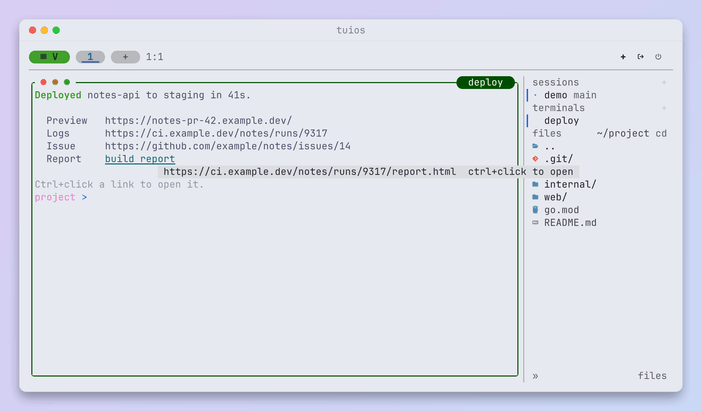 tuios
V 1 + 1:1
deploy
Deployed notes-api to staging in 41s.
Preview https://notes-pr-42.example.dev/
Logs https://ci.example.dev/notes/runs/9317
Issue https://github.com/example/notes/issues/14
Report build report
https://ci.example.dev/notes/runs/9317/report.html ctrl+click to open
Ctrl+click a link to open it.
project >
sessions +
· demo main
terminals +
deploy
files ~/project cd
..
.git/
internal/
web/
go.mod
README.md
» files